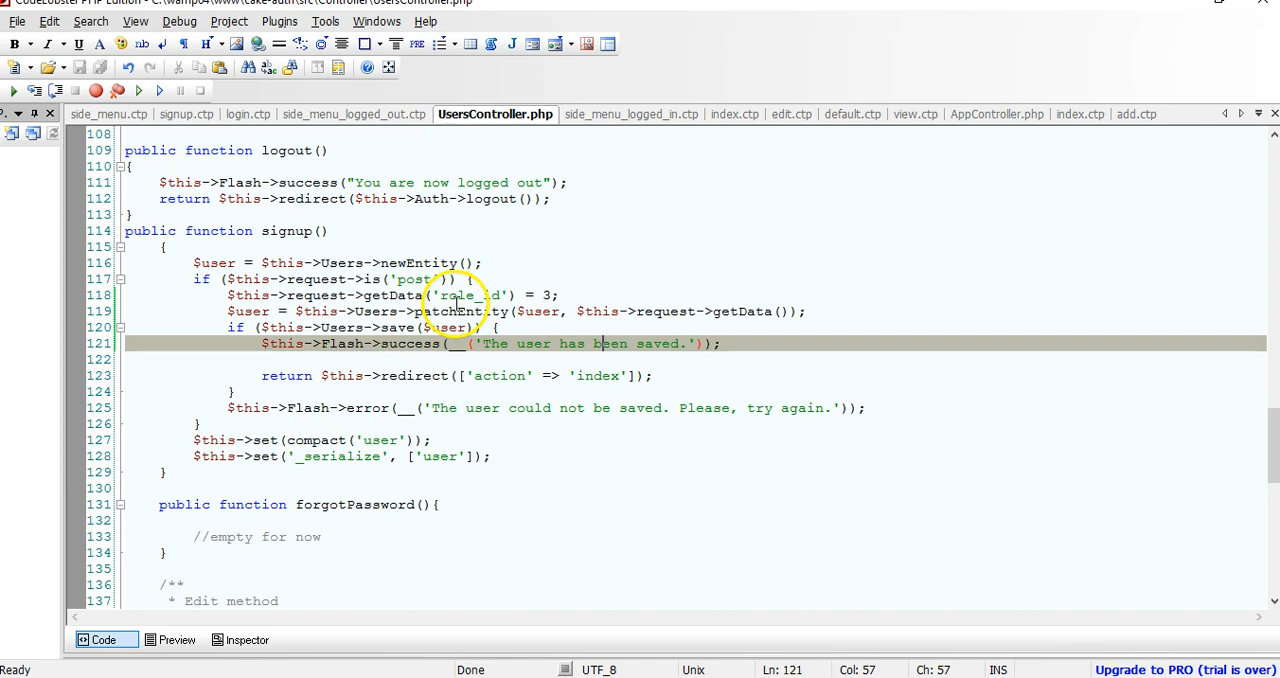 CodeLobster PHP Edition - C:\wamp64\www\cake-auth\src\Controller\UsersController.php
File Edit Search View Debug Project Plugins Tools Windows Help
B I U A nb H PRE J
P. side_menu.ctp signup.ctp login.ctp side_menu_logged_out.ctp UsersController.php side_menu_logged_in.ctp index.ctp edit.ctp default.ctp view.ctp AppController.php index.ctp add.ctp
108
109 public function logout()
110 {
111 $this->Flash->success("You are now logged out");
112 return $this->redirect($this->Auth->logout());
113 }
114 public function signup()
115 {
116 $user = $this->Users->newEntity();
117 if ($this->request->is('post')) {
118 $this->request->getData('role_id') = 3;
119 $user = $this->Users->patchEntity($user, $this->request->getData());
120 if ($this->Users->save($user)) {
121 $this->Flash->success(__('The user has been saved.'));
122
123 return $this->redirect(['action' => 'index']);
124 }
125 $this->Flash->error(__('The user could not be saved. Please, try again.'));
126 }
127 $this->set(compact('user'));
128 $this->set('_serialize', ['user']);
129 }
130
131 public function forgotPassword(){
132
133 //empty for now
134 }
135
136 /**
137 * Edit method
Code Preview Inspector
Ready Done UTF_8 Unix Ln: 121 Col: 57 Ch: 57 INS Upgrade to PRO (trial is over)